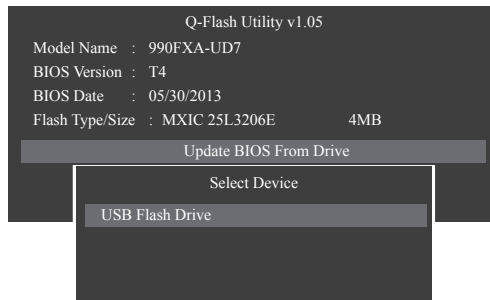 Q-Flash Utility v1.05
Model Name : 990FXA-UD7
BIOS Version : T4
BIOS Date : 05/30/2013
Flash Type/Size : MXIC 25L3206E 4MB
Update BIOS From Drive
Select Device
USB Flash Drive